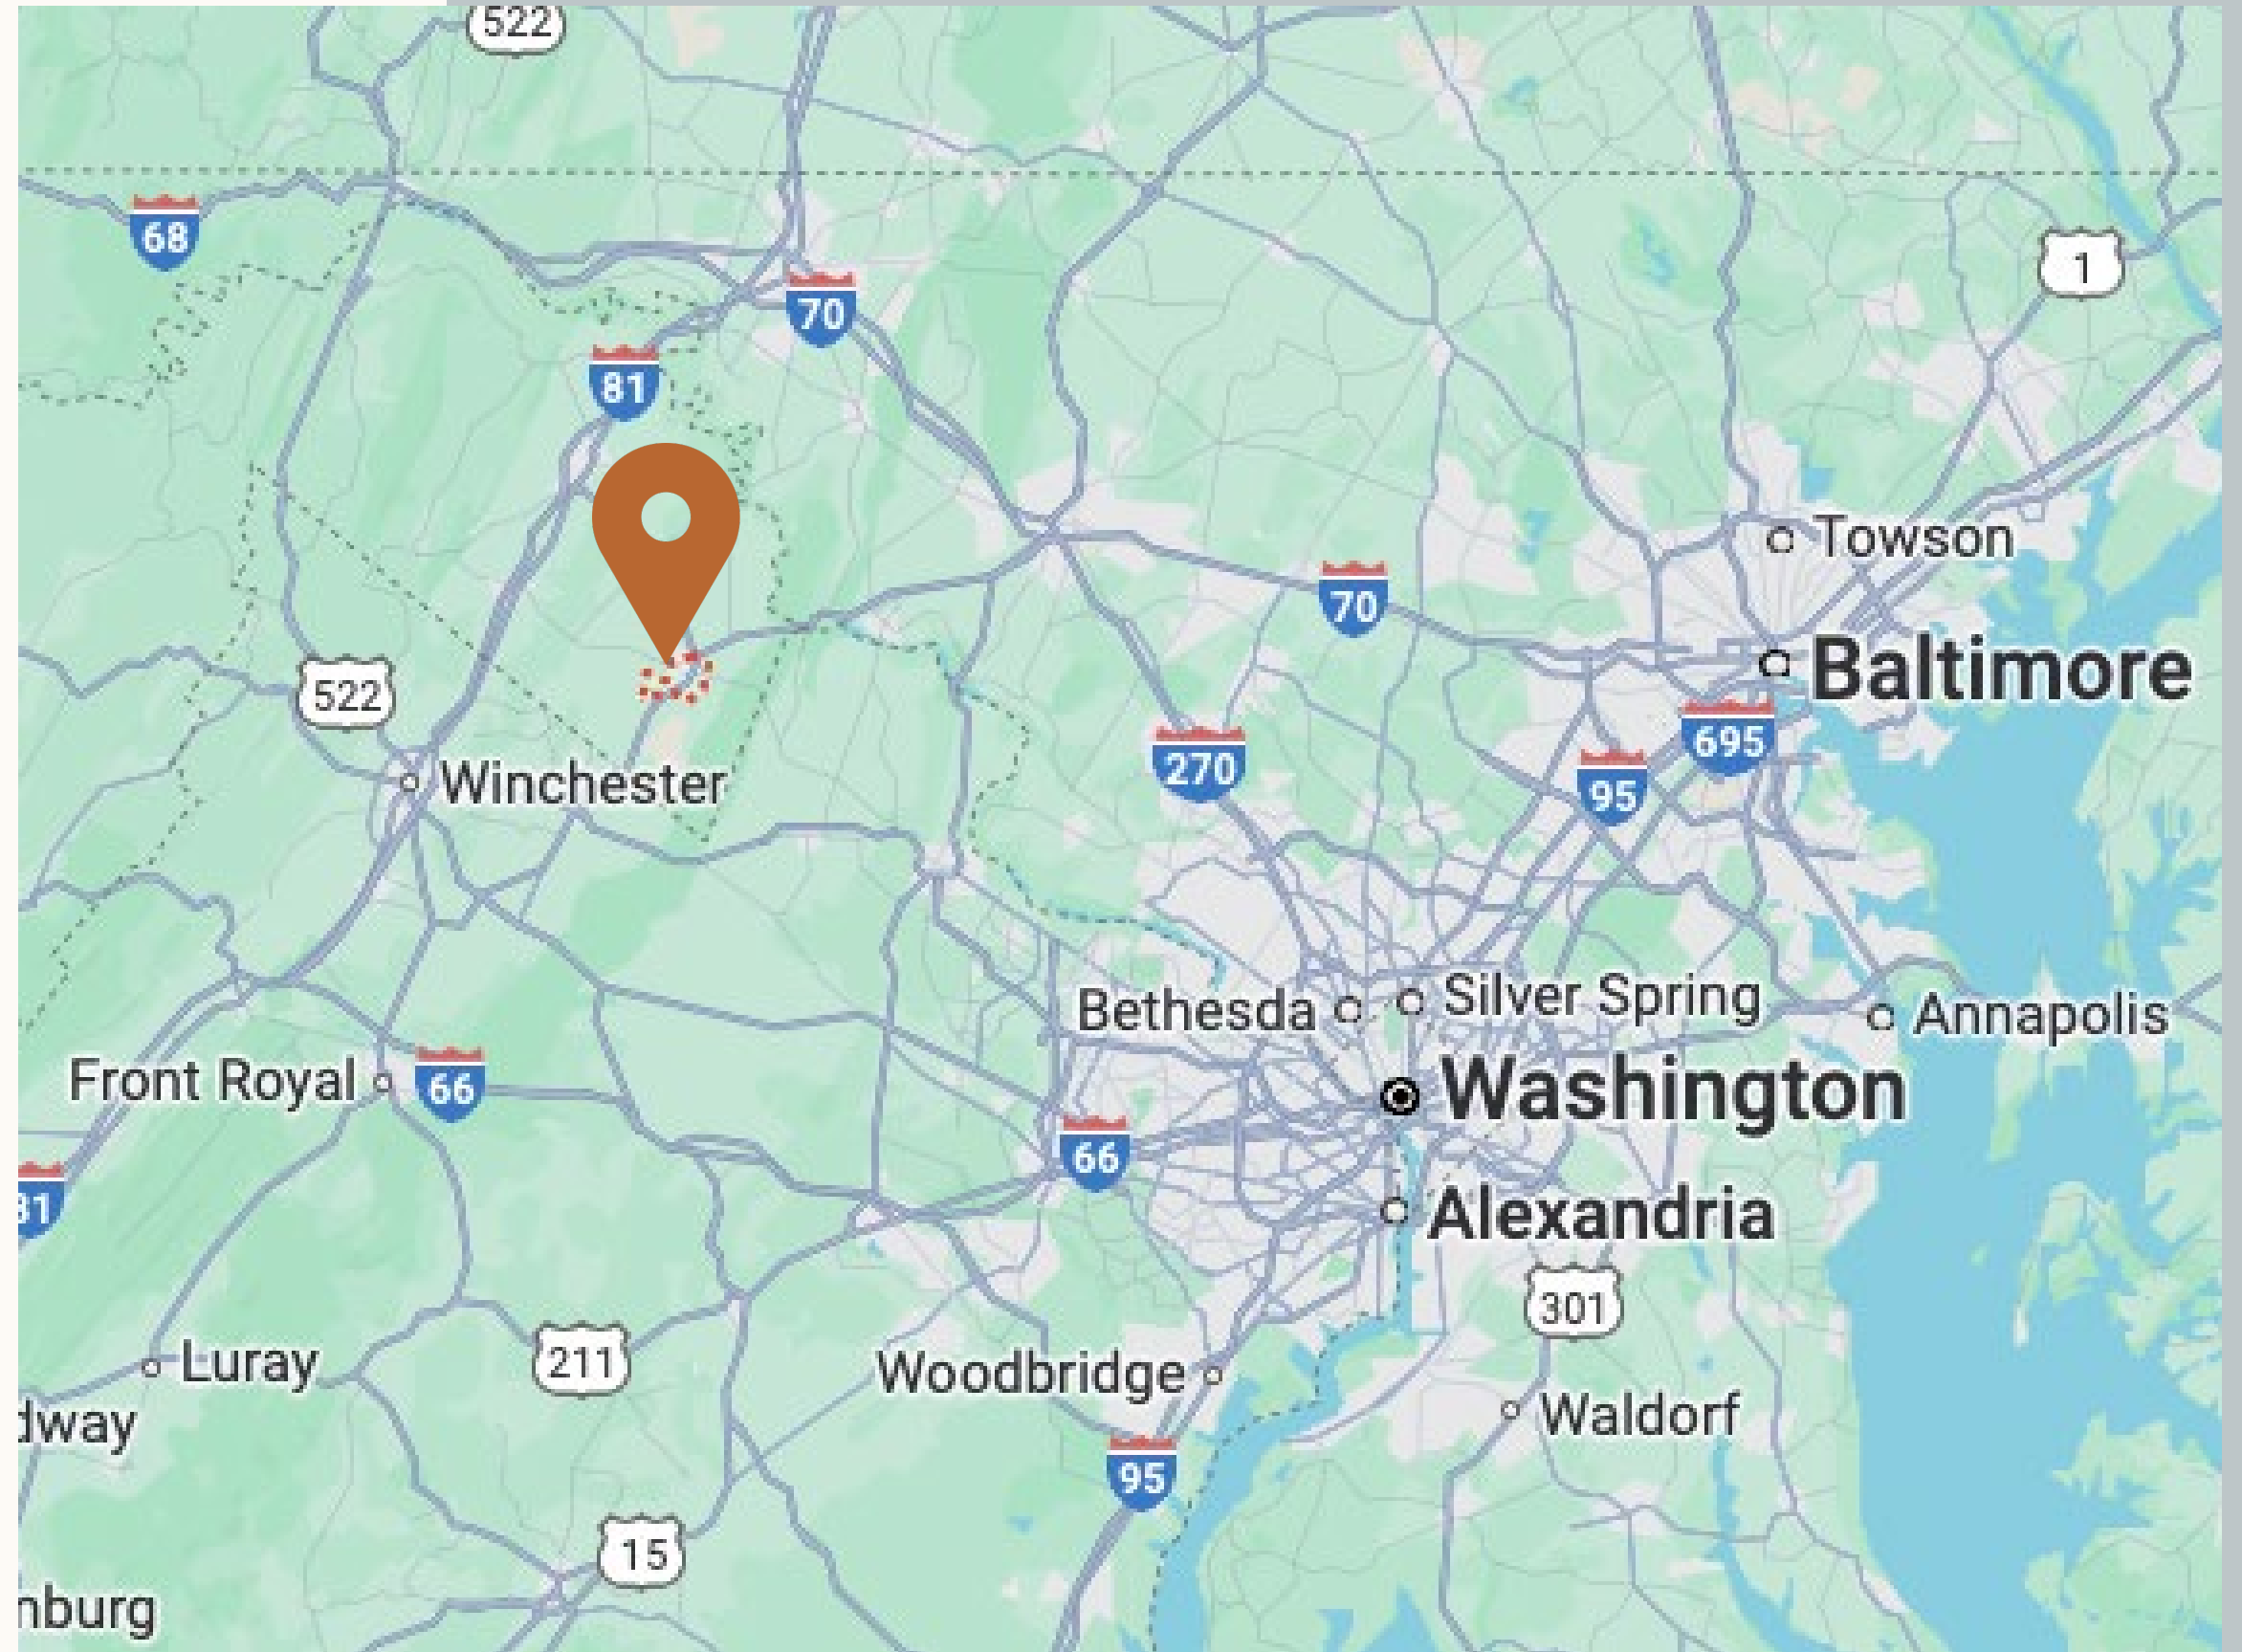 522
68
1
70
81
Towson
70
Baltimore
522
695
270
95
Winchester
Silver Spring
Bethesda
Annapolis
Front Royal
66
Washington
66
81
Alexandria
301
211
Luray
Woodbridge
Waldorf
dway
95
15
nburg